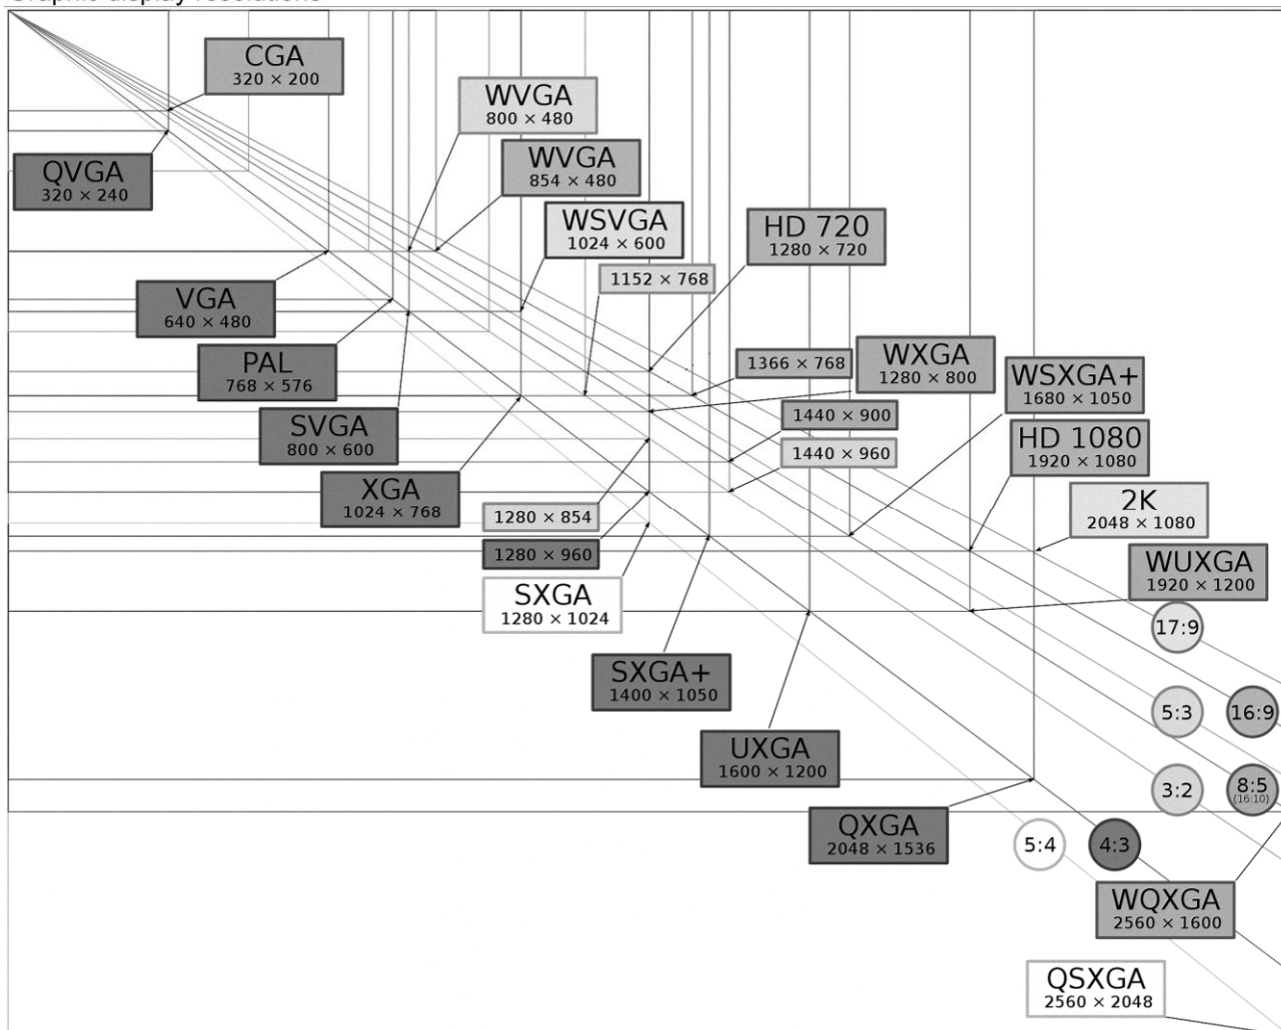 Graphic display resolutions
CGA
320 × 200
WVGA
800 × 480
WVGA
854 × 480
QVGA
320 × 240
WSVGA
1024 × 600
HD 720
1280 × 720
1152 × 768
VGA
640 × 480
PAL
768 × 576
1366 × 768
WXGA
1280 × 800
WSXGA+
1680 × 1050
SVGA
800 × 600
1440 × 900
HD 1080
1920 × 1080
1440 × 960
XGA
1024 × 768
1280 × 854
2K
2048 × 1080
1280 × 960
WUXGA
1920 × 1200
SXGA
1280 × 1024
17:9
SXGA+
1400 × 1050
5:3
16:9
UXGA
1600 × 1200
3:2
8:5
(16:10)
QXGA
2048 × 1536
5:4
4:3
WQXGA
2560 × 1600
QSXGA
2560 × 2048